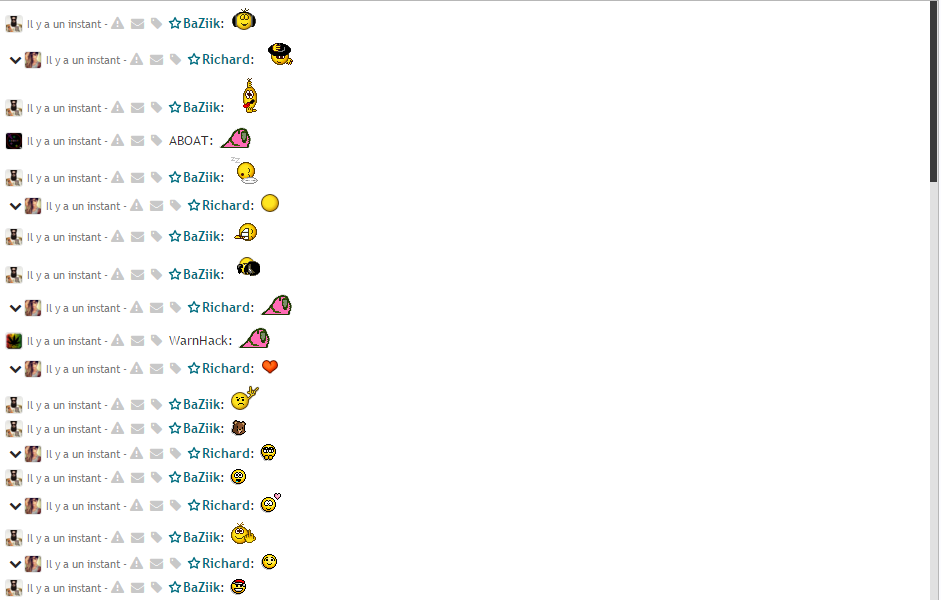 Il y a un instant - BaZiik:
Il y a un instant - Richard:
Il y a un instant - BaZiik:
Il y a un instant - ABOAT:
Il y a un instant - BaZiik:
Il y a un instant - Richard:
Il y a un instant - BaZiik:
Il y a un instant - BaZiik:
Il y a un instant - Richard:
Il y a un instant - WarnHack:
Il y a un instant - Richard:
Il y a un instant - BaZiik:
Il y a un instant - BaZiik:
Il y a un instant - Richard:
Il y a un instant - BaZiik:
Il y a un instant - Richard:
Il y a un instant - BaZiik:
Il y a un instant - Richard:
Il y a un instant - BaZiik: